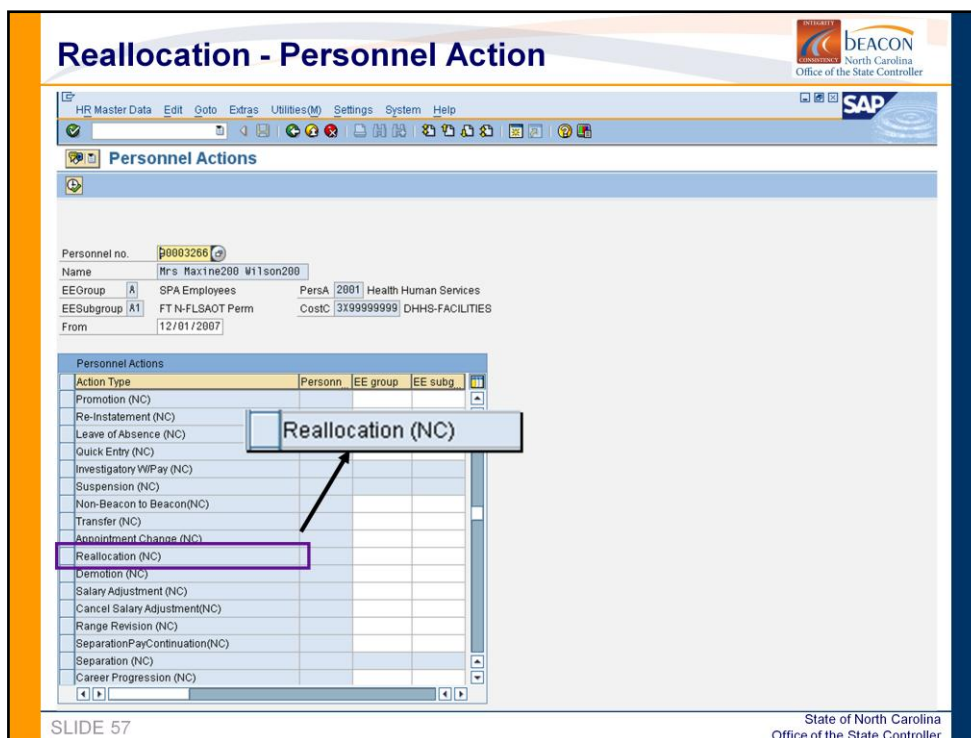 Reallocation - Personnel Action
INTEGRITY
CONSISTENCY
BEACON
North Carolina
Office of the State Controller
HR Master Data Edit Goto Extras Utilities(M) Settings System Help
SAP
Personnel Actions
Personnel no. 00003266
Name Mrs Maxine200 Wilson200
EEGroup A SPA Employees PersA 2001 Health Human Services
EESubgroup A1 FT N-FLSAOT Perm CostC 3X99999999 DHHS-FACILITIES
From 12/01/2007
Personnel Actions
Action Type Personn EE group EE subg
Promotion (NC)
Re-Instatement (NC)
Leave of Absence (NC)
Reallocation (NC)
Quick Entry (NC)
Investigatory W/Pay (NC)
Suspension (NC)
Non-Beacon to Beacon(NC)
Transfer (NC)
Appointment Change (NC)
Reallocation (NC)
Demotion (NC)
Salary Adjustment (NC)
Cancel Salary Adjustment(NC)
Range Revision (NC)
SeparationPayContinuation(NC)
Separation (NC)
Career Progression (NC)
SLIDE 57
State of North Carolina
Office of the State Controller